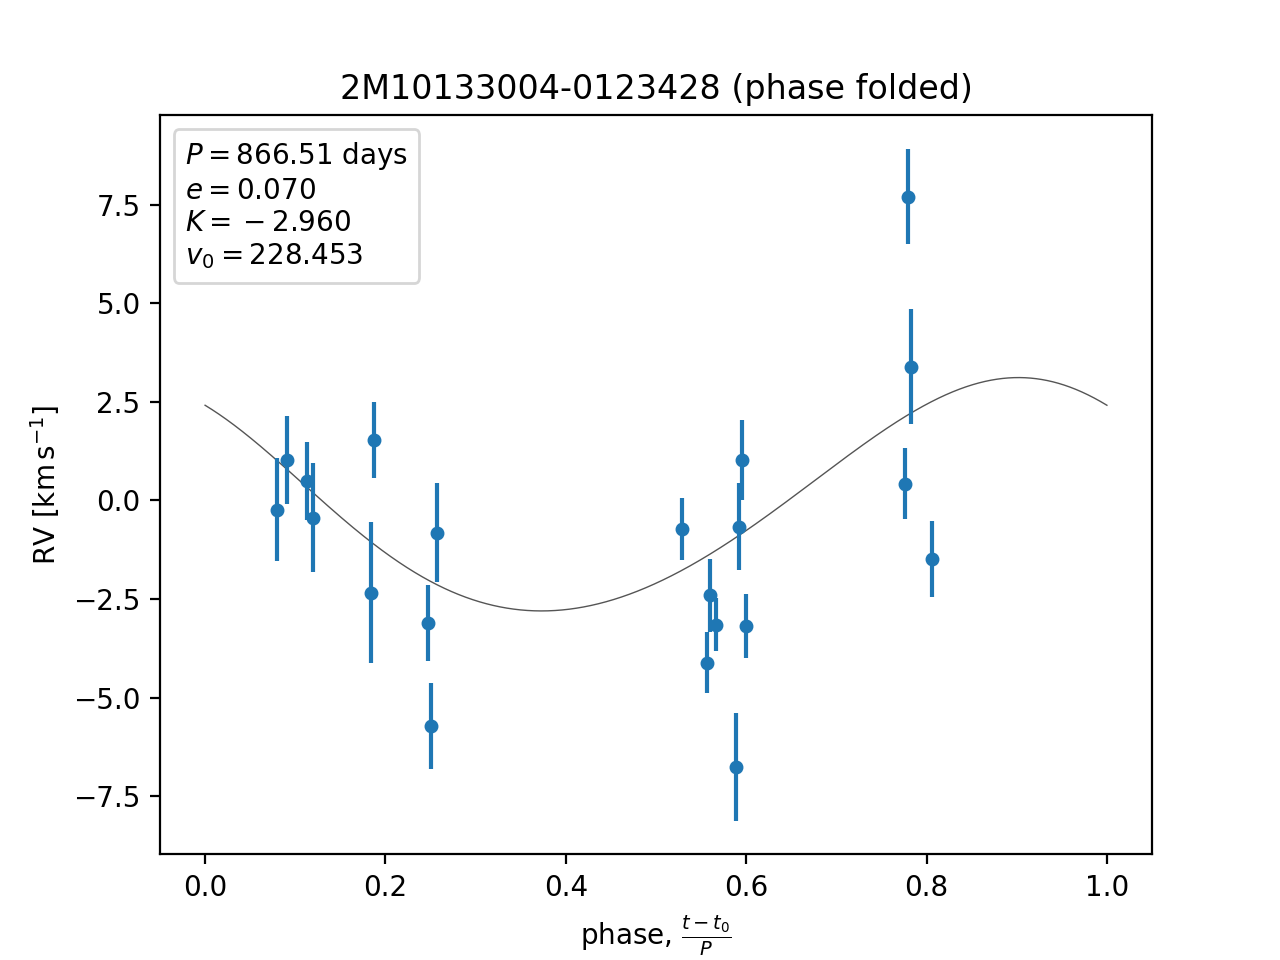 2M10133004-0123428 (phase folded)
P = 866.51 days
e = 0.070
K = −2.960
v₀ = 228.453
RV [km s⁻¹]
7.5
5.0
2.5
0.0
−2.5
−5.0
−7.5
0.0 0.2 0.4 0.6 0.8 1.0
phase, (t − t₀)/P